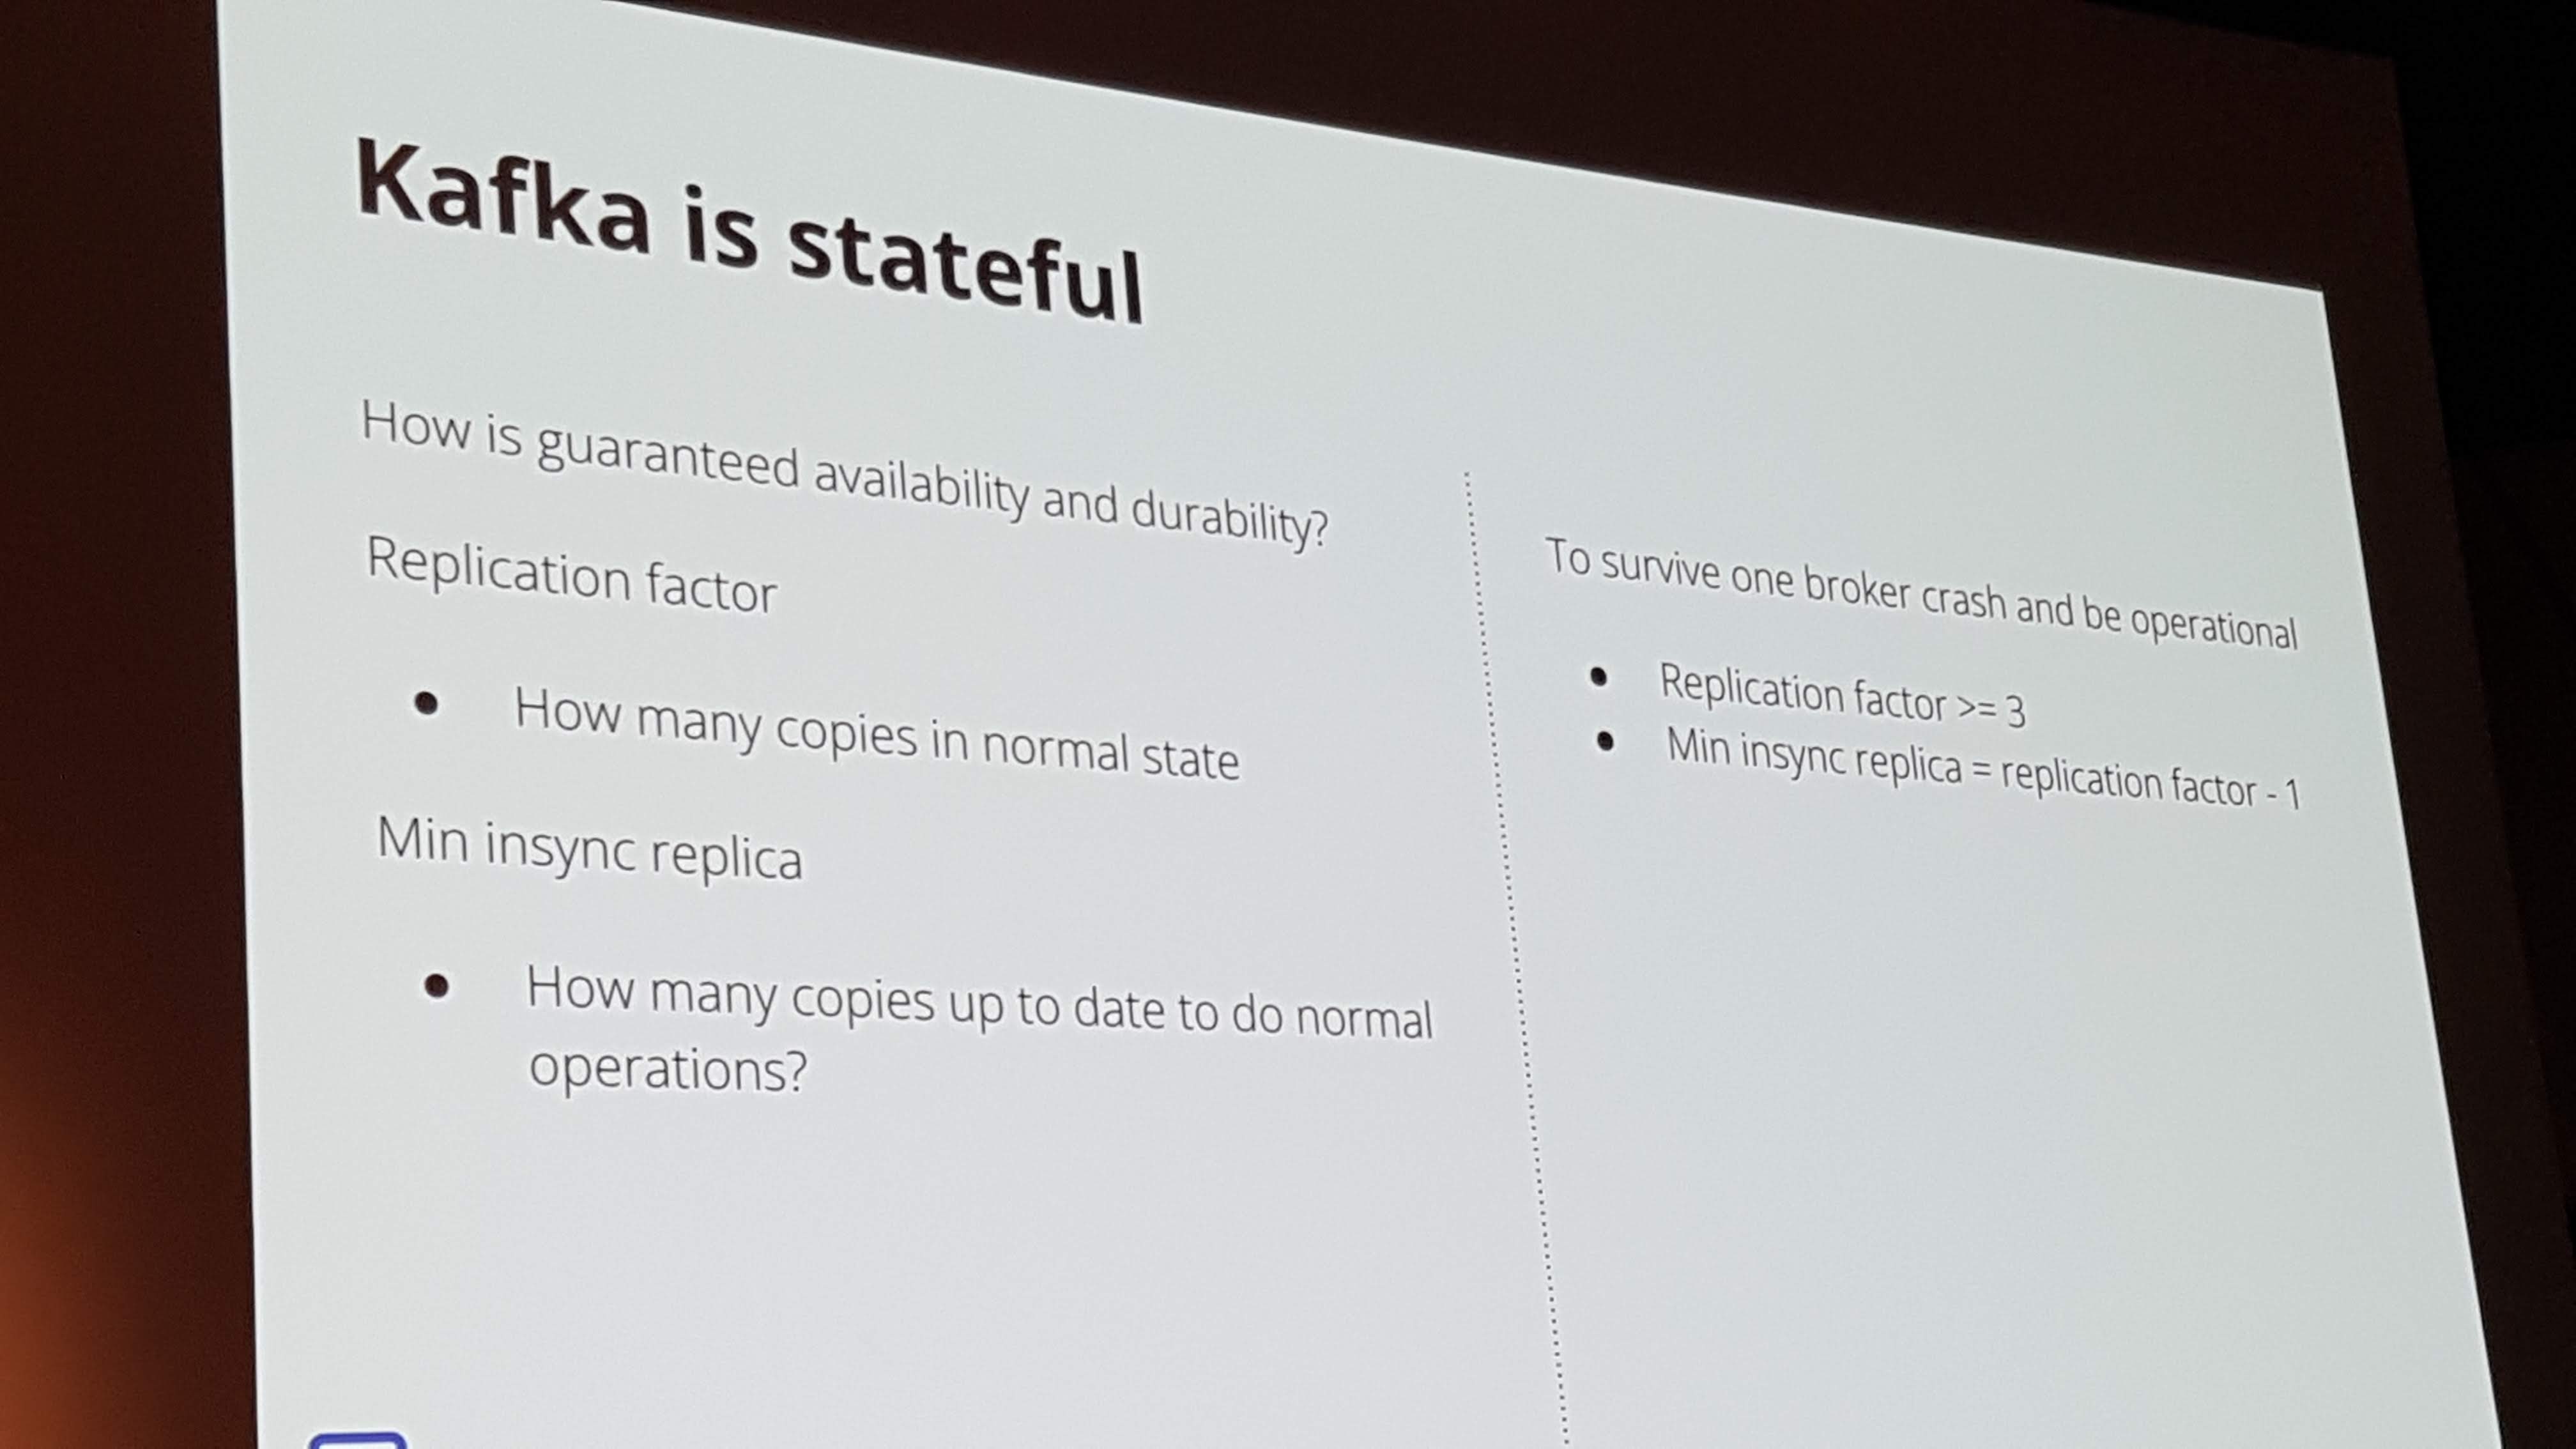 Kafka is stateful
How is guaranteed availability and durability?
Replication factor
● How many copies in normal state
Min insync replica
● How many copies up to date to do normal
operations?
To survive one broker crash and be operational
● Replication factor >= 3
● Min insync replica = replication factor - 1